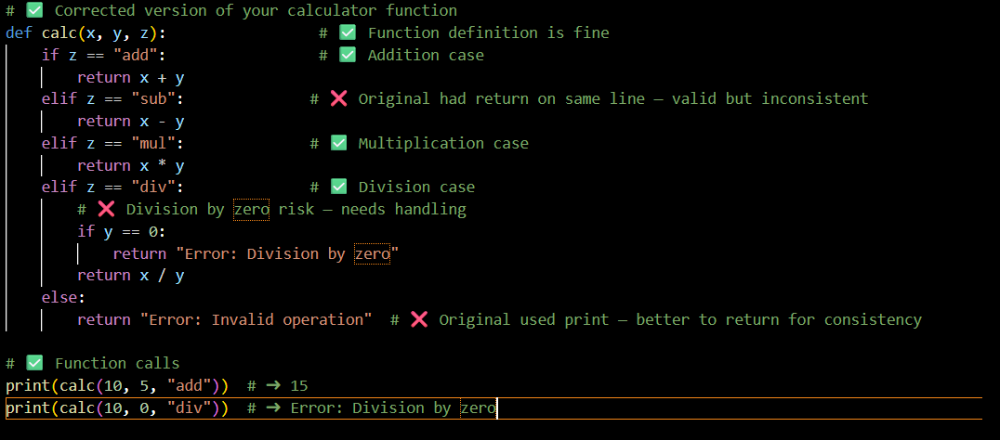 # ✅ Corrected version of your calculator function
def calc(x, y, z):                 # ✅ Function definition is fine
    if z == "add":                 # ✅ Addition case
        return x + y
    elif z == "sub":              # ❌ Original had return on same line — valid but inconsistent
        return x - y
    elif z == "mul":              # ✅ Multiplication case
        return x * y
    elif z == "div":              # ✅ Division case
        # ❌ Division by zero risk — needs handling
        if y == 0:
            return "Error: Division by zero"
        return x / y
    else:
        return "Error: Invalid operation"  # ❌ Original used print — better to return for consistency

# ✅ Function calls
print(calc(10, 5, "add"))  # ➜ 15
print(calc(10, 0, "div"))  # ➜ Error: Division by zero